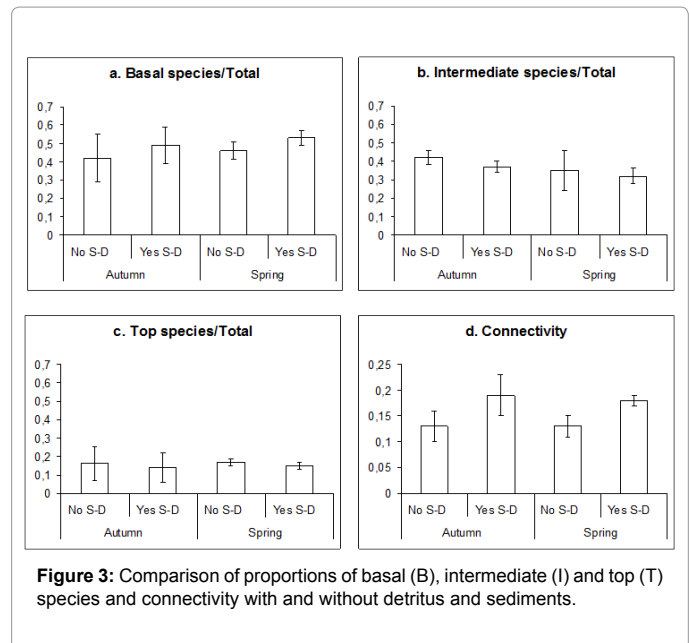 a. Basal species/Total
0,7
0,6
0,5
0,4
0,3
0,2
0,1
0
No S-D Yes S-D No S-D Yes S-D
Autumn Spring
b. Intermediate species/Total
0,7
0,6
0,5
0,4
0,3
0,2
0,1
0
No S-D Yes S-D No S-D Yes S-D
Autumn Spring
c. Top species/Total
0,7
0,6
0,5
0,4
0,3
0,2
0,1
0
No S-D Yes S-D No S-D Yes S-D
Autumn Spring
d. Connectivity
0,25
0,2
0,15
0,1
0,05
0
No S-D Yes S-D No S-D Yes S-D
Autumn Spring
Figure 3: Comparison of proportions of basal (B), intermediate (I) and top (T)
species and connectivity with and without detritus and sediments.